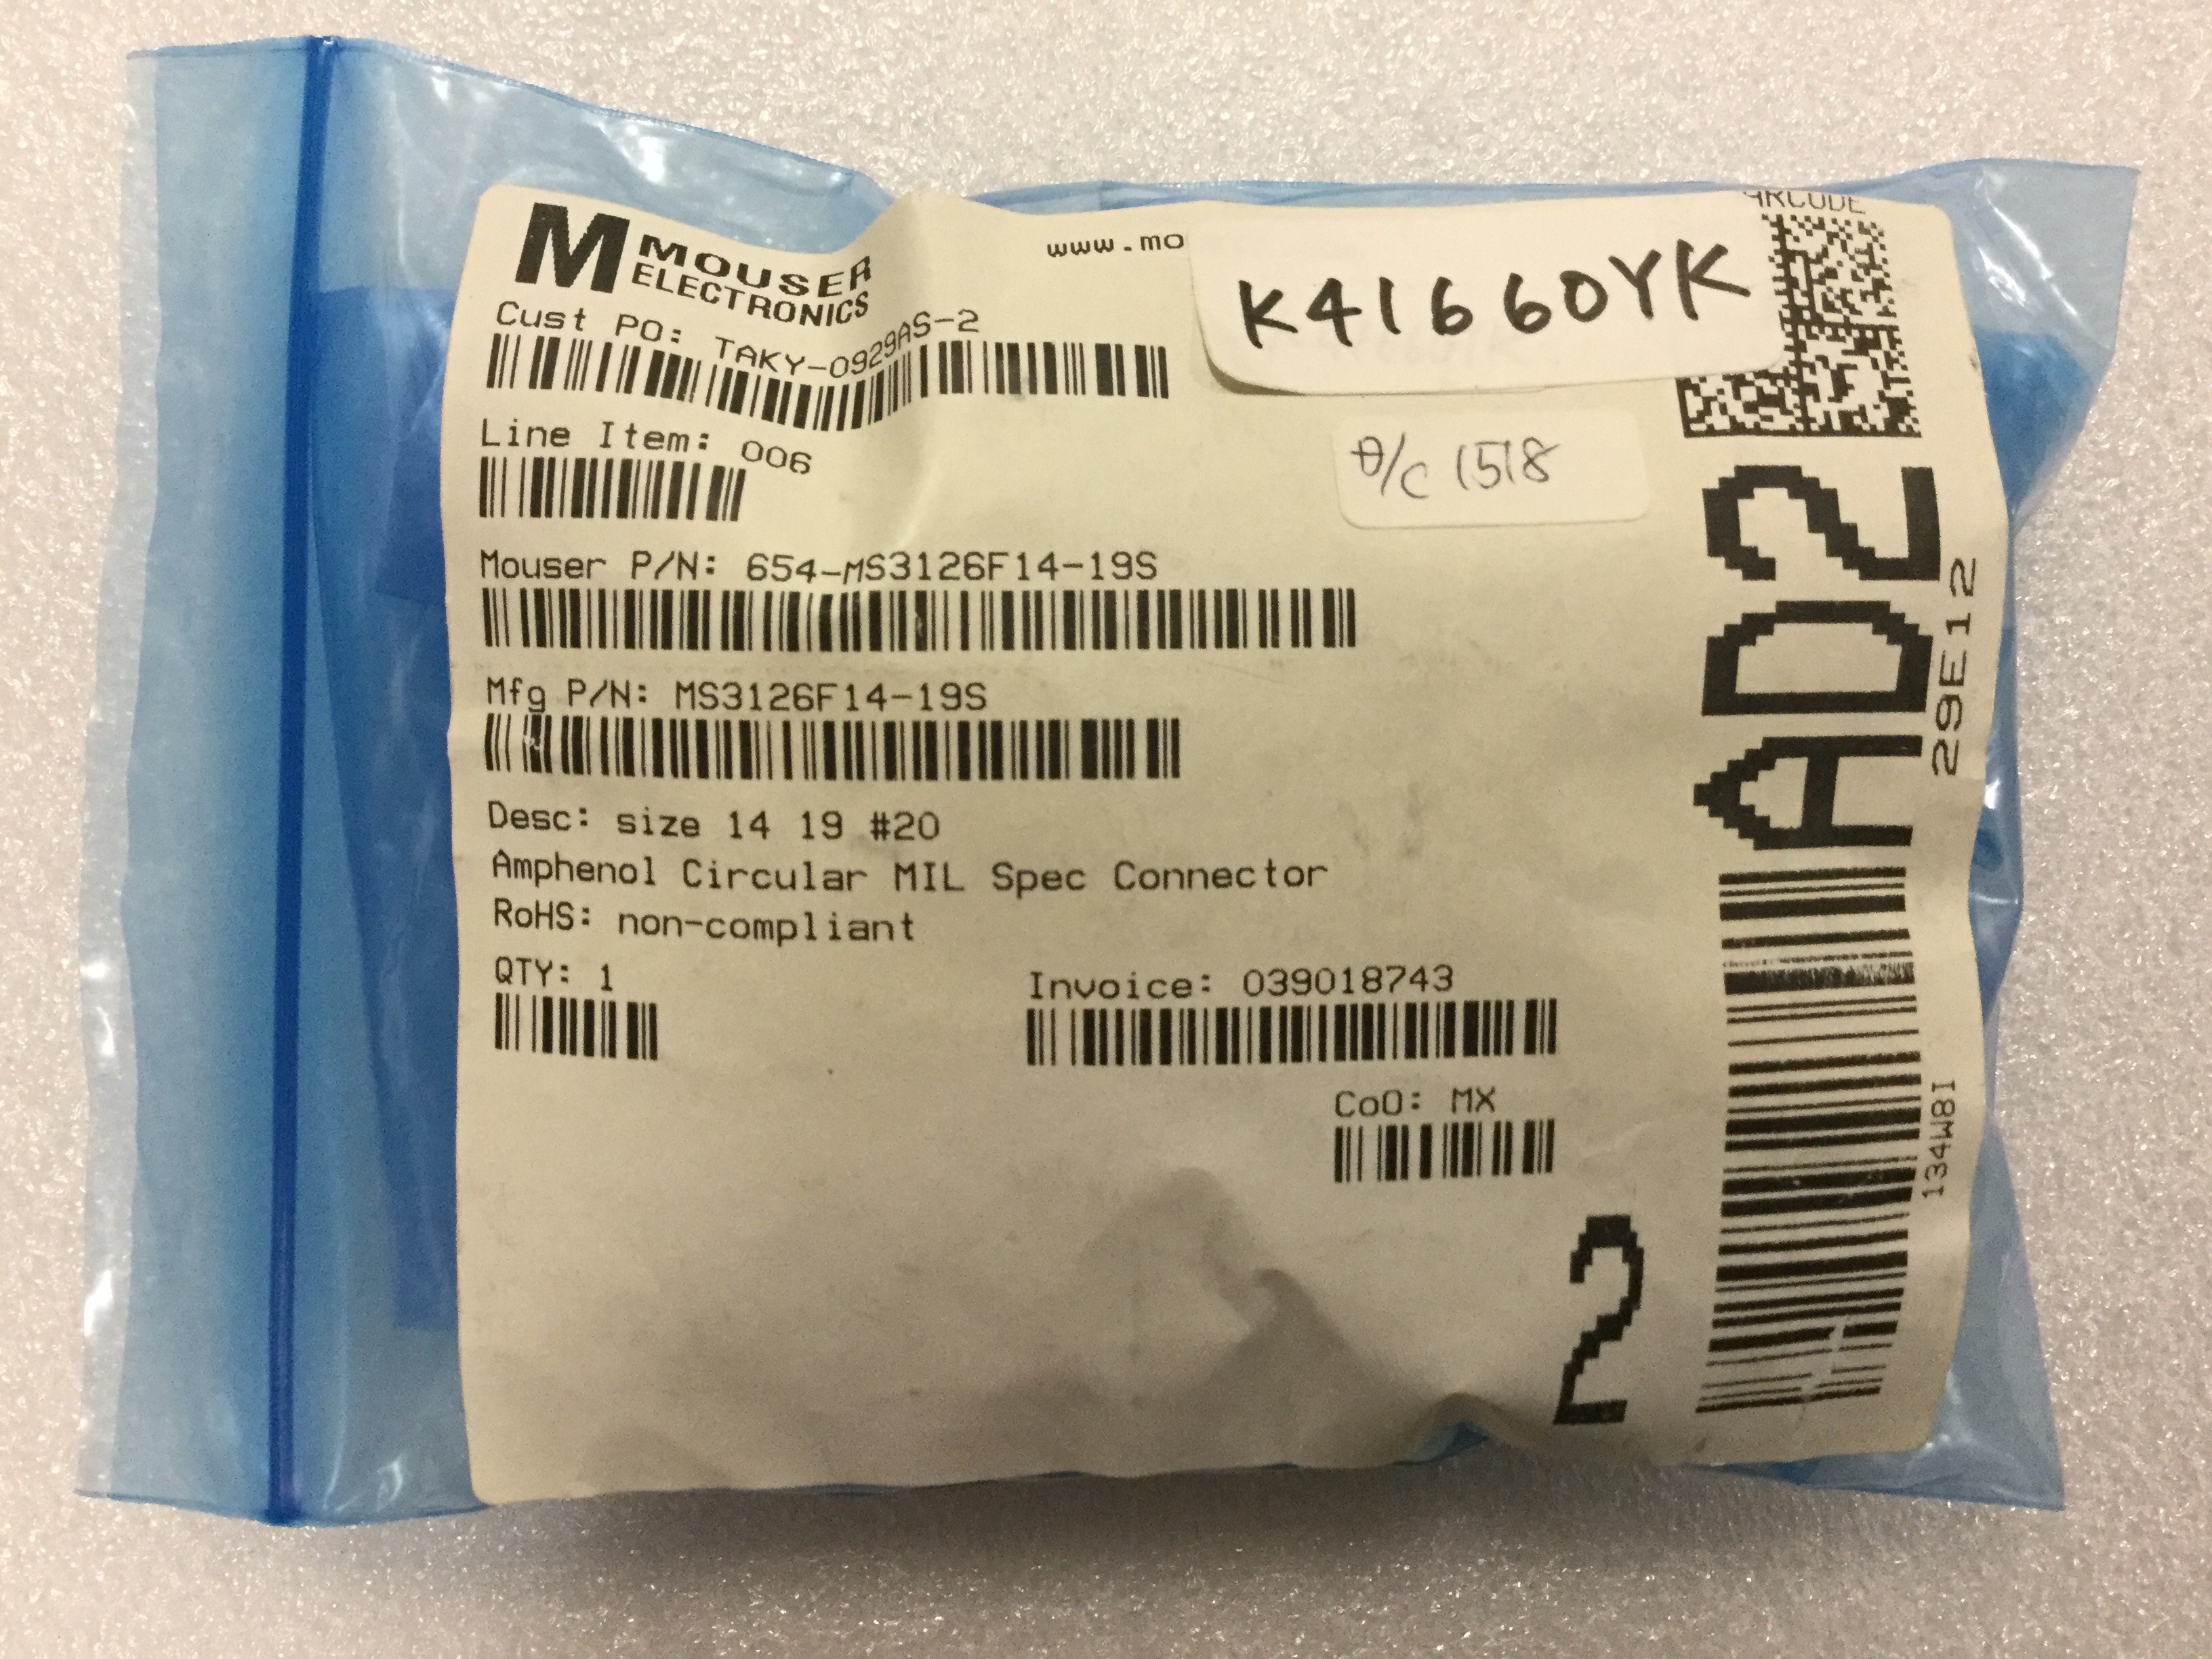 M MOUSER
ELECTRONICS
www.mo
K41660YK
Cust PO: TAKY-0929AS-2
Line Item: 006
D/C 1518
Mouser P/N: 654-MS3126F14-19S
Mfg P/N: MS3126F14-19S
Desc: size 14 19 #20
Amphenol Circular MIL Spec Connector
RoHS: non-compliant
QTY: 1
Invoice: 039018743
CoO: MX
2
AD2
29E12
134W8I